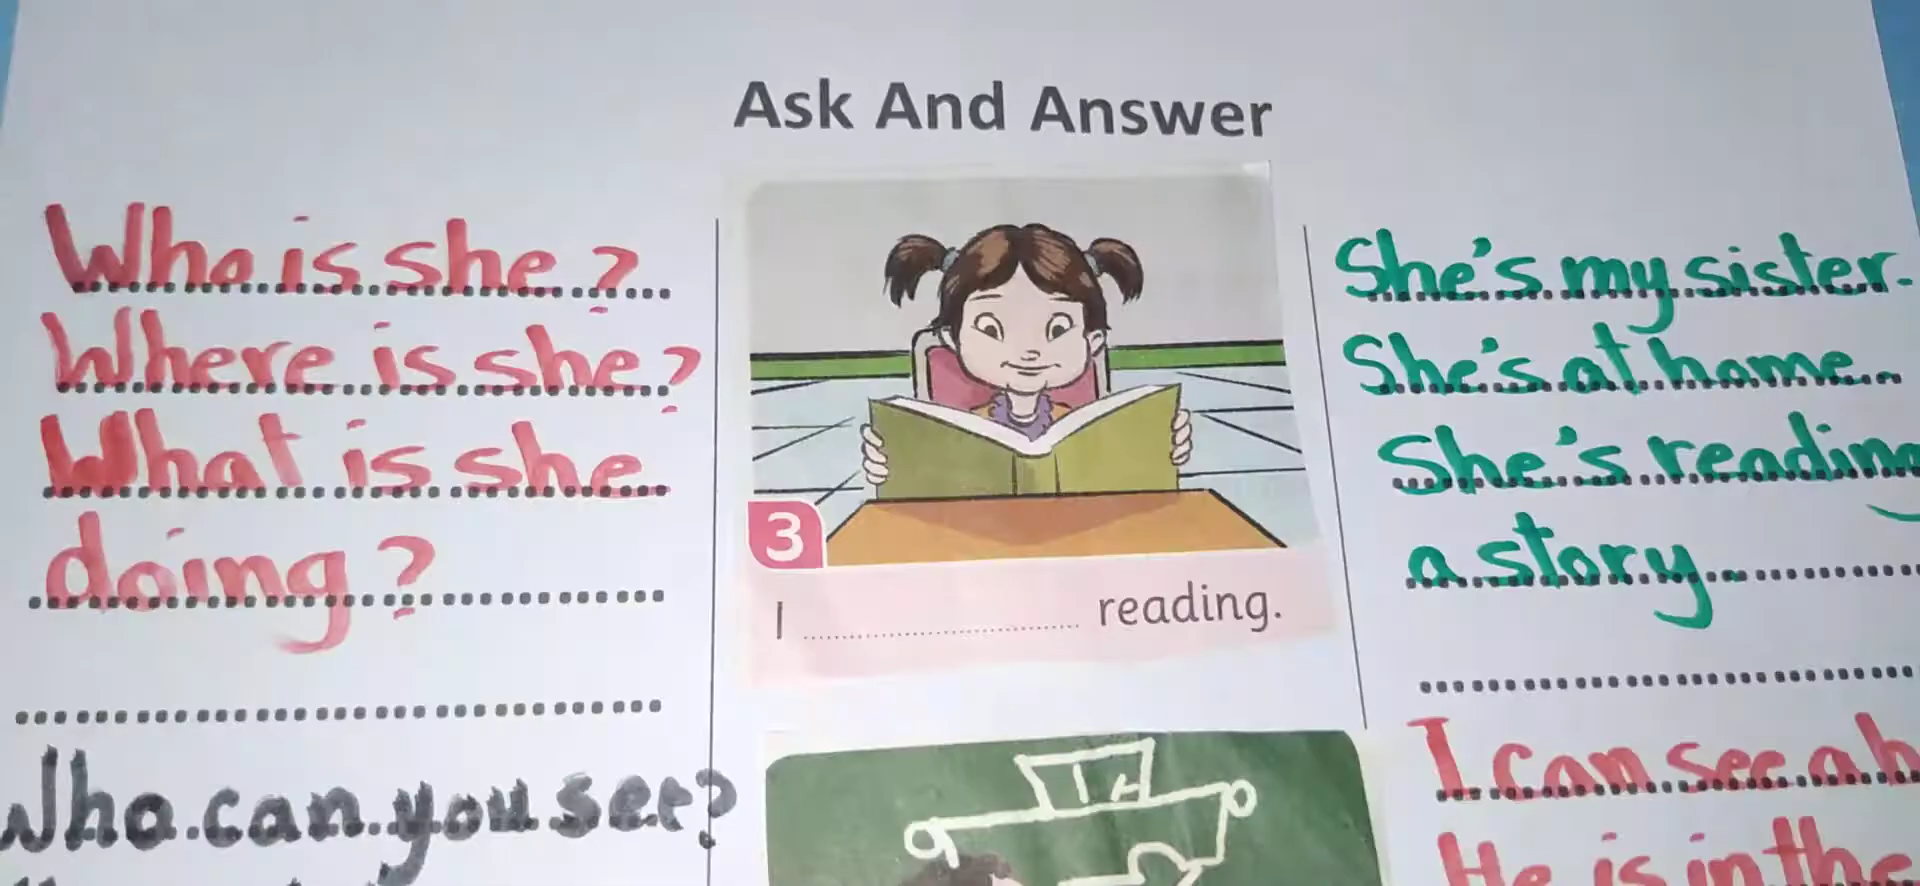 Ask And Answer
Who is she?
Where is she?
What is she
doing?
3
I .................... reading.
She's my sister.
She's at home.
She's reading
a story.
Who can you see?
I can see a b
He is in the